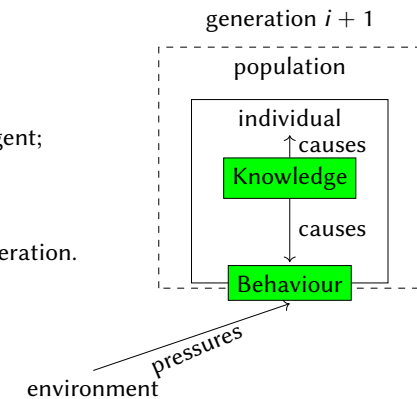 generation i + 1
population
individual
gent;
causes
Knowledge
causes
eration.
Behaviour
pressures
environment